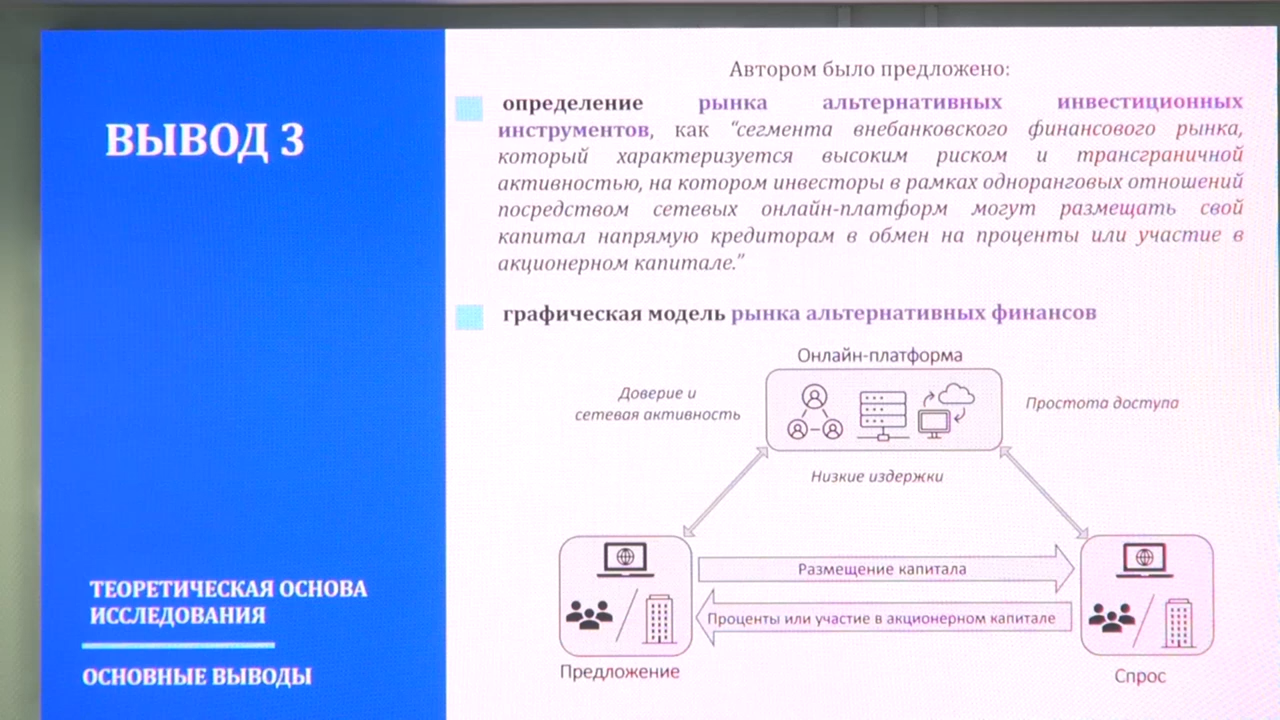 ВЫВОД 3
ТЕОРЕТИЧЕСКАЯ ОСНОВА
ИССЛЕДОВАНИЯ
ОСНОВНЫЕ ВЫВОДЫ
Автором было предложено:
определение рынка альтернативных инвестиционных
инструментов, как “сегмента внебанковского финансового рынка,
который характеризуется высоким риском и трансграничной
активностью, на котором инвесторы в рамках одноранговых отношений
посредством сетевых онлайн-платформ могут размещать свой
капитал напрямую кредиторам в обмен на проценты или участие в
акционерном капитале.”
графическая модель рынка альтернативных финансов
Онлайн-платформа
Доверие и
сетевая активность
Простота доступа
Низкие издержки
Размещение капитала
Проценты или участие в акционерном капитале
Предложение
Спрос